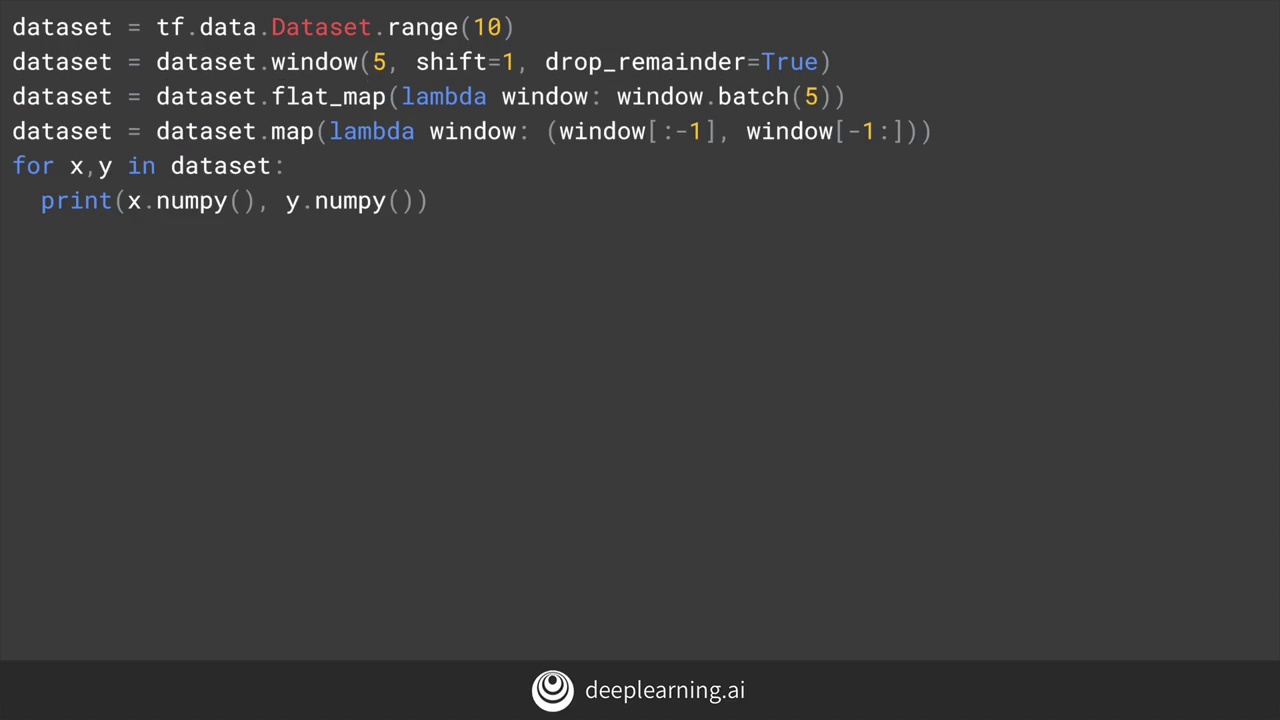 dataset = tf.data.Dataset.range(10)
dataset = dataset.window(5, shift=1, drop_remainder=True)
dataset = dataset.flat_map(lambda window: window.batch(5))
dataset = dataset.map(lambda window: (window[:-1], window[-1:]))
for x,y in dataset:
  print(x.numpy(), y.numpy())
deeplearning.ai